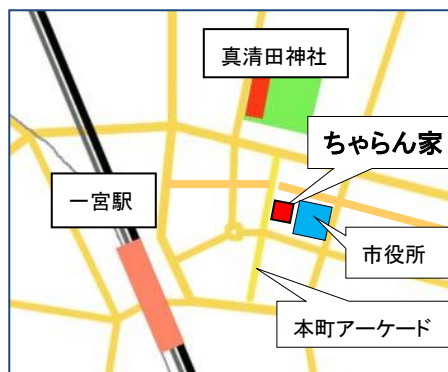 真清田神社
ちゃらん家
一宮駅
市役所
本町アーケード